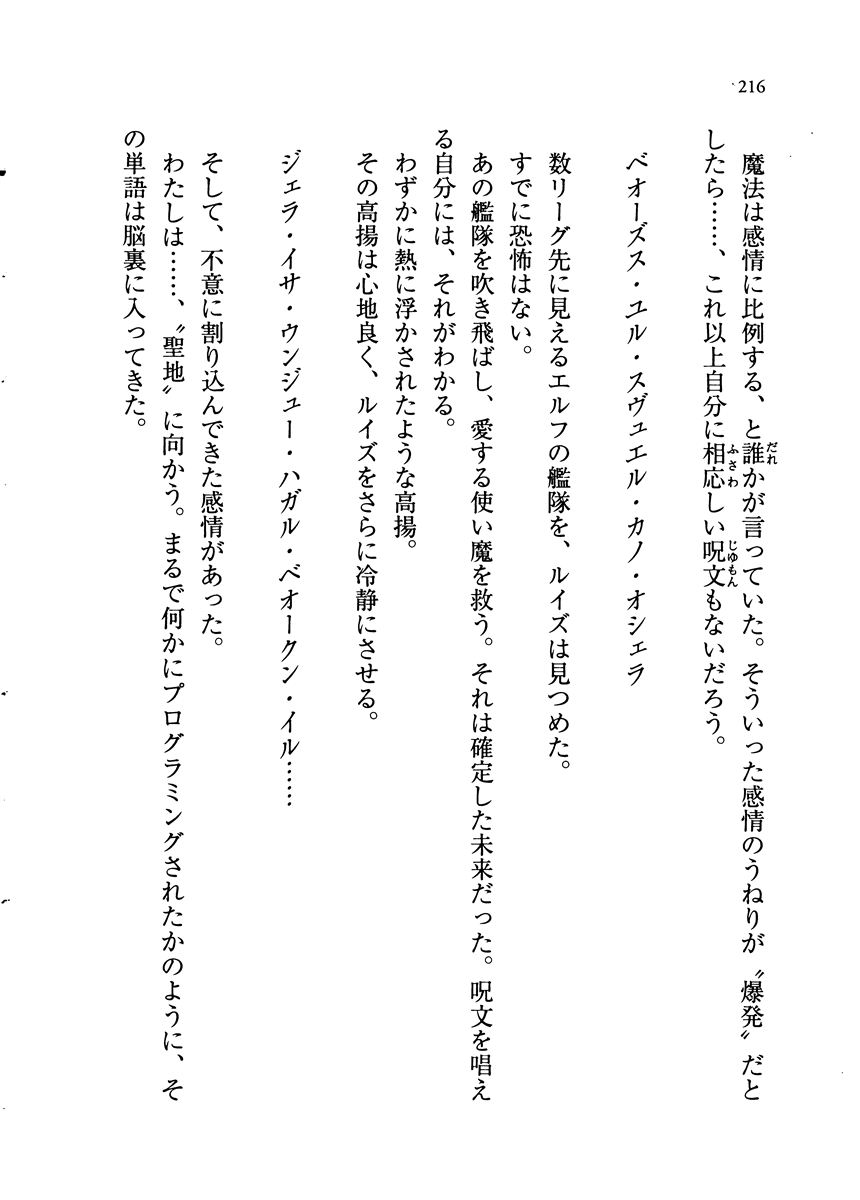 216
魔法は感情に比例する、と誰かが言っていた。そういった感情のうねりが〝爆発〟だと
したら……、これ以上自分に相応しい呪文もないだろう。
ベオーズス・ユル・スヴュエル・カノ・オシェラ
数リーグ先に見えるエルフの艦隊を、ルイズは見つめた。
すでに恐怖はない。
あの艦隊を吹き飛ばし、愛する使い魔を救う。それは確定した未来だった。呪文を唱え
る自分には、それがわかる。
わずかに熱に浮かされたような高揚。
その高揚は心地良く、ルイズをさらに冷静にさせる。
ジェラ・イサ・ウンジュー・ハガル・ベオークン・イル……
そして、不意に割り込んできた感情があった。
わたしは……、〝聖地〟に向かう。まるで何かにプログラミングされたかのように、そ
の単語は脳裏に入ってきた。